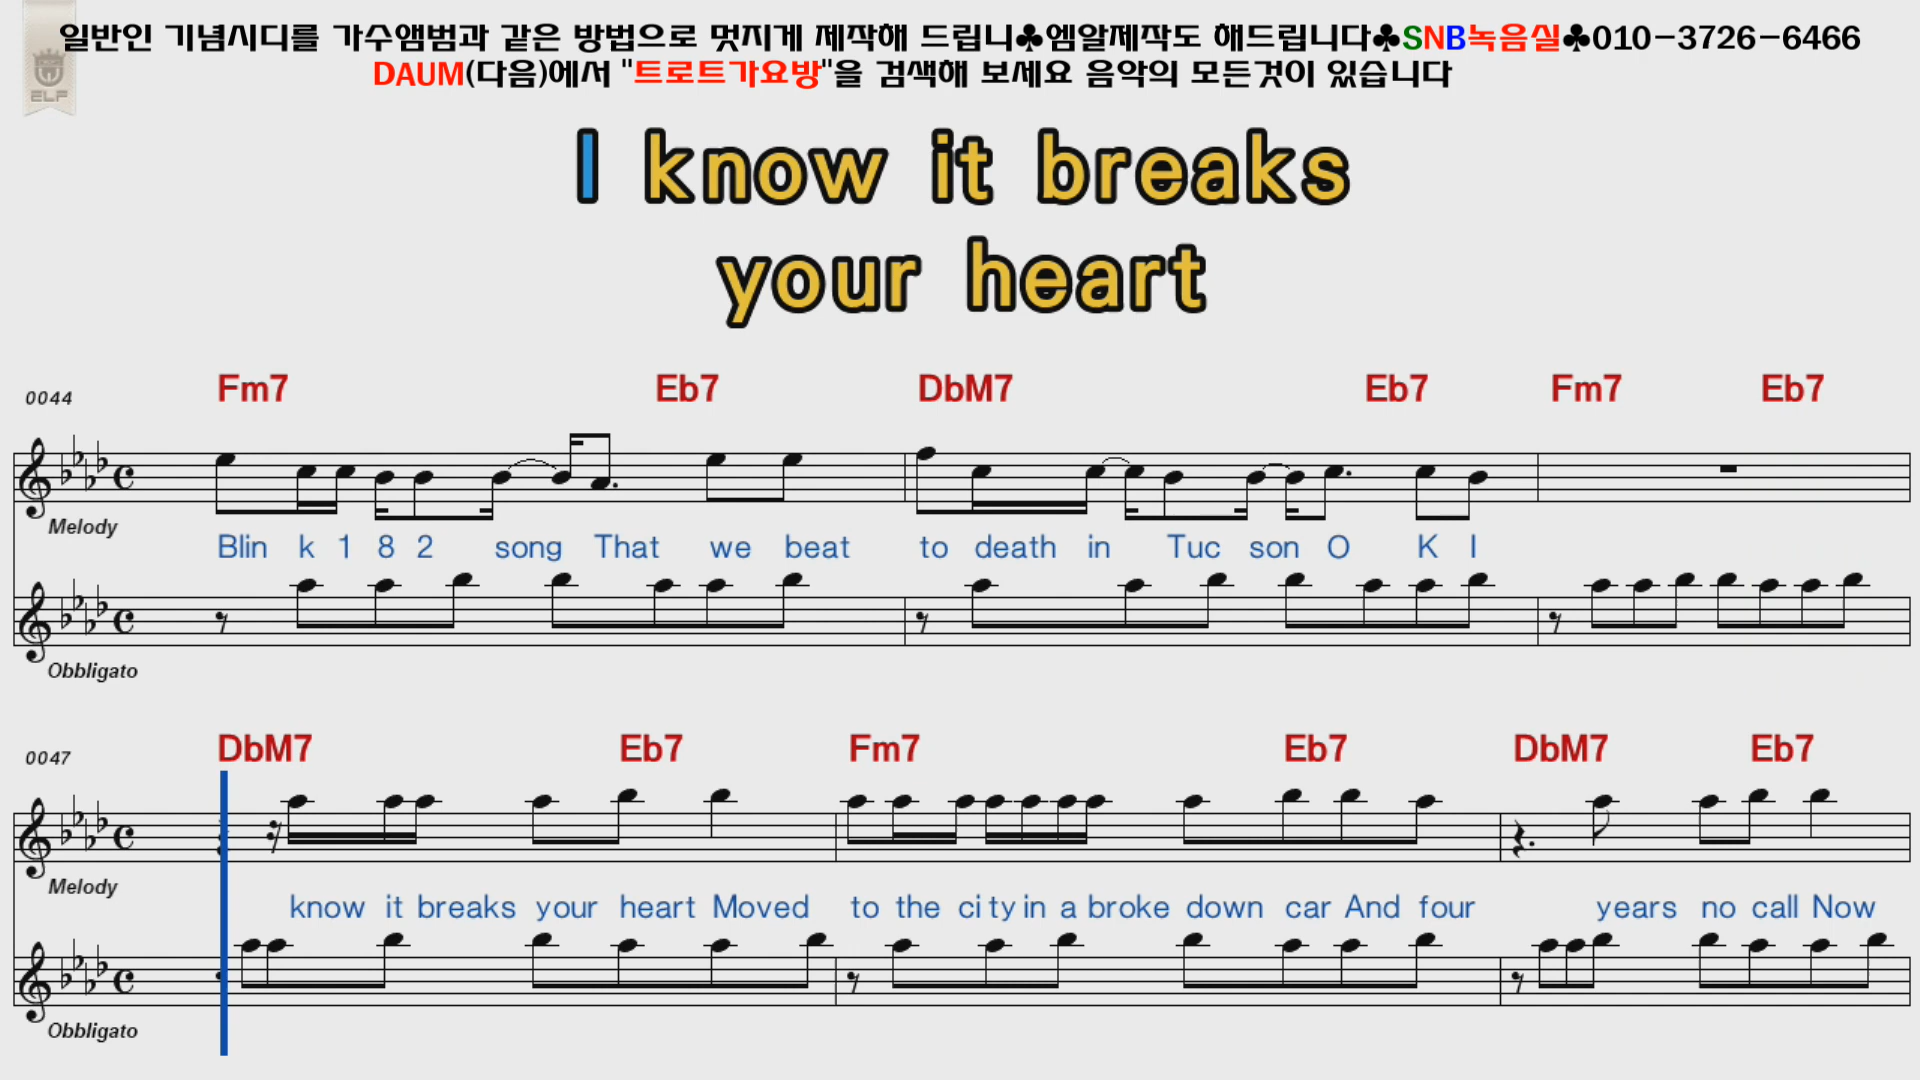 일반인 기념시디를 가수앨범과 같은 방법으로 멋지게 제작해 드립니♣엠알제작도 해드립니다♣SNB녹음실♣010-3726-6466
DAUM(다음)에서 "트로트가요방"을 검색해 보세요 음악의 모든것이 있습니다
ELF
I know it breaks
your heart
0044 Fm7 Eb7 DbM7 Eb7 Fm7 Eb7
Melody
Blin k 1 8 2 song That we beat to death in Tuc son O K I
Obbligato
0047 DbM7 Eb7 Fm7 Eb7 DbM7 Eb7
Melody
know it breaks your heart Moved to the ci ty in a broke down car And four years no call Now
Obbligato